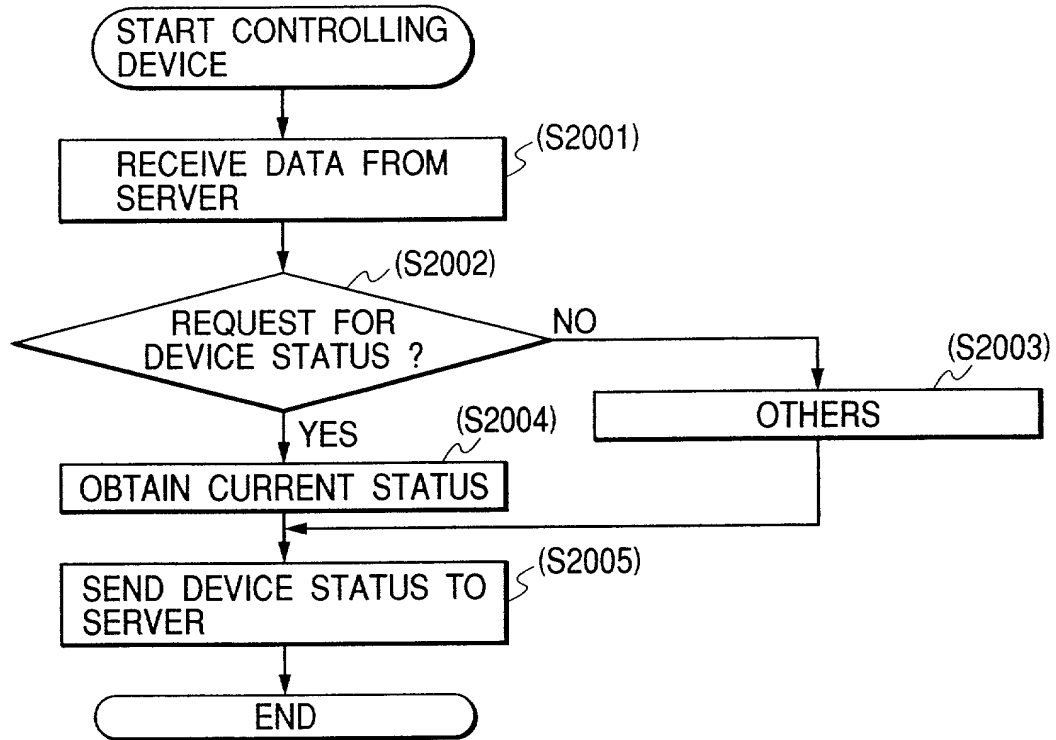 START CONTROLLING
DEVICE
(S2001)
RECEIVE DATA FROM
SERVER
(S2002)
REQUEST FOR
DEVICE STATUS ?
NO
(S2003)
OTHERS
YES
(S2004)
OBTAIN CURRENT STATUS
(S2005)
SEND DEVICE STATUS TO
SERVER
END